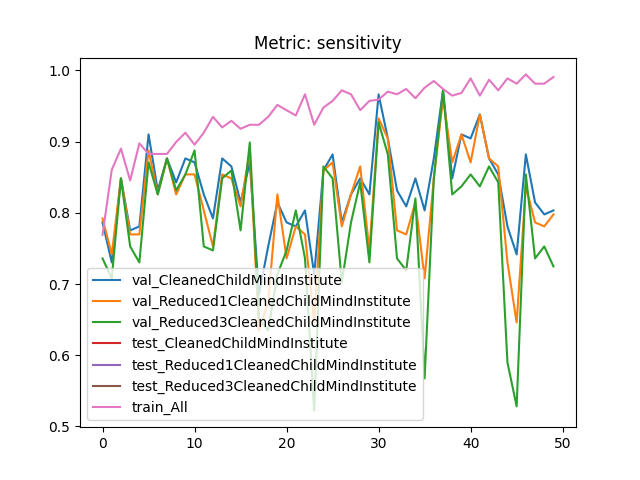 Metric: sensitivity
1.0
0.9
0.8
0.7
0.6
0.5
0
10
20
30
40
50
val_CleanedChildMindInstitute
val_Reduced1CleanedChildMindInstitute
val_Reduced3CleanedChildMindInstitute
test_CleanedChildMindInstitute
test_Reduced1CleanedChildMindInstitute
test_Reduced3CleanedChildMindInstitute
train_All